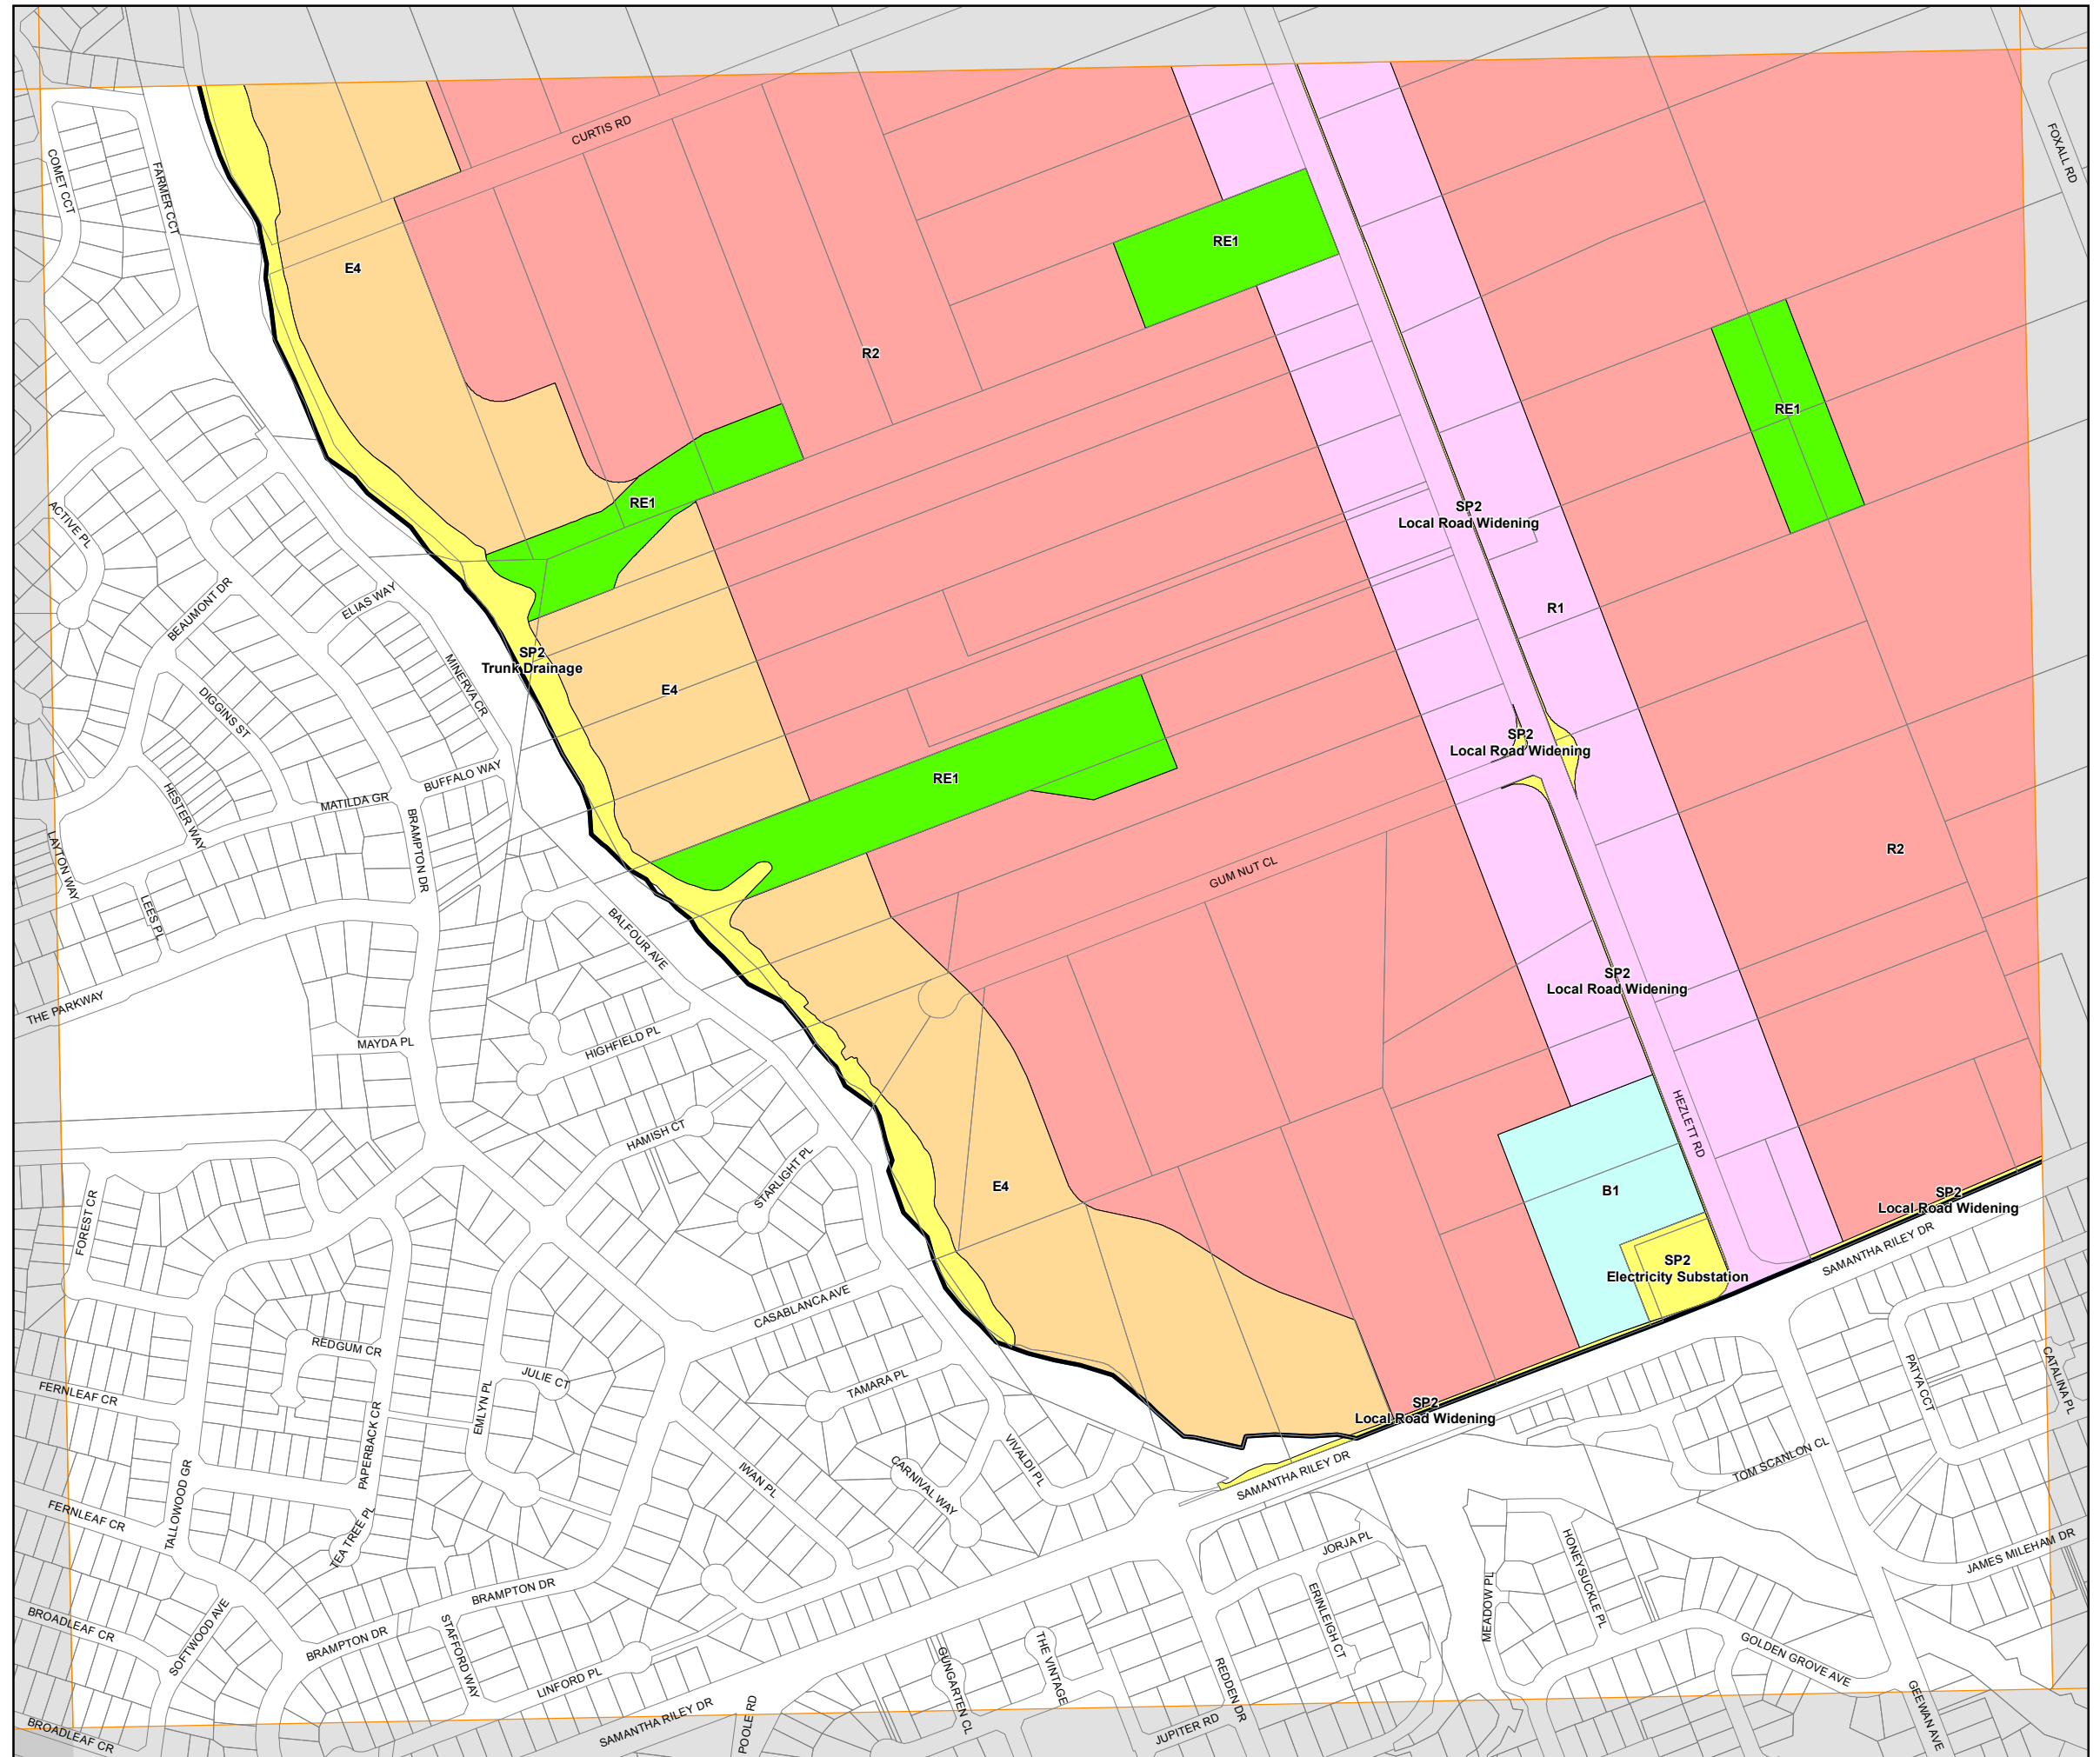 CURTIS RD
FOXALL RD
COMET CCT
FARMER CCT
RE1
E4
R2
RE1
RE1
SP2
Local Road Widening
ACTIVE PL
R1
BEAUMONT DR
ELIAS WAY
SP2
Trunk Drainage
MINERVA CR
E4
DIGGINS ST
SP2
Local Road Widening
BUFFALO WAY
RE1
MATILDA GR
HESTER WAY
BRAMPTON DR
LAYTON WAY
R2
GUM NUT CL
LEES PL
BALFOUR AVE
SP2
Local Road Widening
THE PARKWAY
MAYDA PL
HIGHFIELD PL
HEZLETT RD
HAMISH CT
STARLIGHT PL
E4
B1
SP2
Local Road Widening
FOREST CR
SAMANTHA RILEY DR
SP2
Electricity Substation
CASABLANCA AVE
REDGUM CR
JULIE CT
TAMARA PL
FERNLEAF CR
EMLYN PL
PAPERBACK CR
PATYA CCT
CATALINA PL
SP2
Local Road Widening
VIVALDI PL
IWAN PL
CARNIVAL WAY
SAMANTHA RILEY DR
TOM SCANLON CL
FERNLEAF CR
TALLOWOOD GR
TEA TREE PL
JORJA PL
JAMES MILEHAM DR
HONEYSUCKLE PL
MEADOW PL
ERINLEIGH CT
BRAMPTON DR
BROADLEAF CR
SOFTWOOD AVE
BRAMPTON DR
STAFFORD WAY
THE VINTAGE
GOLDEN GROVE AVE
LINFORD PL
GUNGARTEN CL
REDDEN DR
SAMANTHA RILEY DR
POOLE RD
JUPITER RD
GEEWAN AVE
BROADLEAF CR